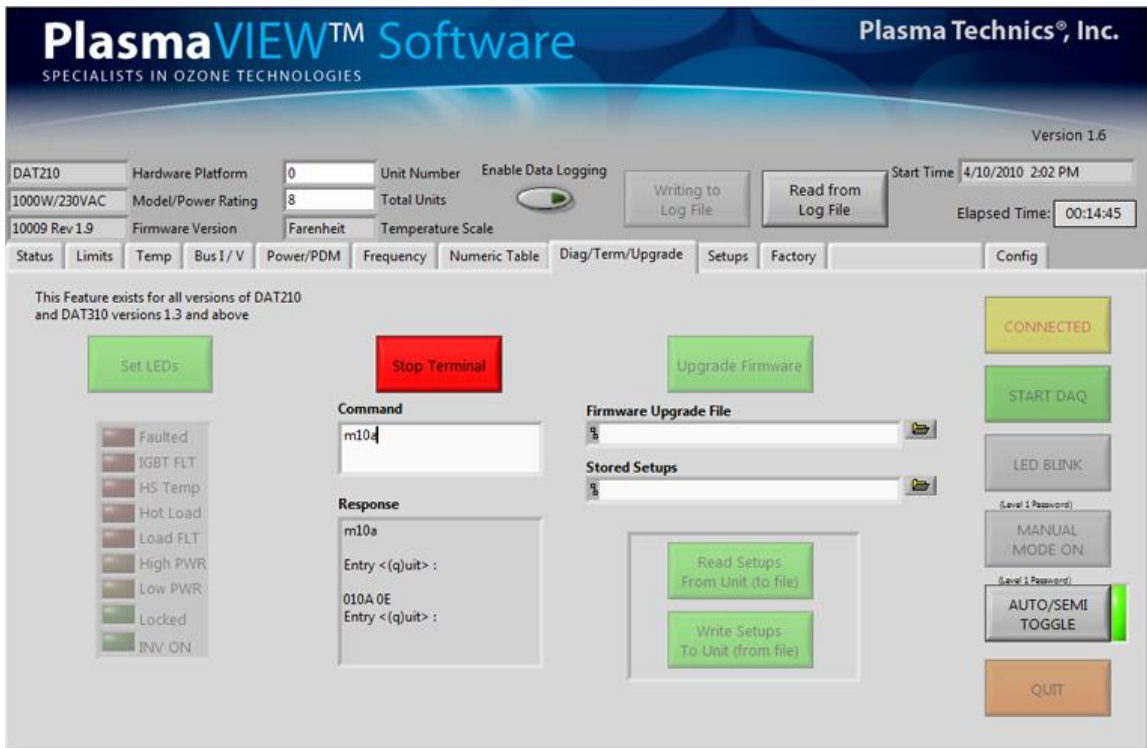 PlasmaVIEW™ Software
Plasma Technics®, Inc.
SPECIALISTS IN OZONE TECHNOLOGIES
Version 1.6
DAT210 Hardware Platform 0 Unit Number Enable Data Logging Start Time 4/10/2010 2:02 PM
1000W/230VAC Model/Power Rating 8 Total Units
Writing to
Log File
Read from
Log File
Elapsed Time: 00:14:45
10009 Rev 1.9 Firmware Version Farenheit Temperature Scale
Status Limits Temp Bus I / V Power/PDM Frequency Numeric Table Diag/Term/Upgrade Setups Factory Config
This Feature exists for all versions of DAT210
and DAT310 versions 1.3 and above
Set LEDs
Faulted
IGBT FLT
HS Temp
Hot Load
Load FLT
High PWR
Low PWR
Locked
INV ON
Stop Terminal
Command
m10a
Response
m10a
Entry <(q)uit> :
010A 0E
Entry <(q)uit> :
Upgrade Firmware
Firmware Upgrade File
Stored Setups
Read Setups
From Unit (to file)
Write Setups
To Unit (from file)
CONNECTED
START DAQ
LED BLINK
(Level 1 Password)
MANUAL
MODE ON
(Level 1 Password)
AUTO/SEMI
TOGGLE
QUIT